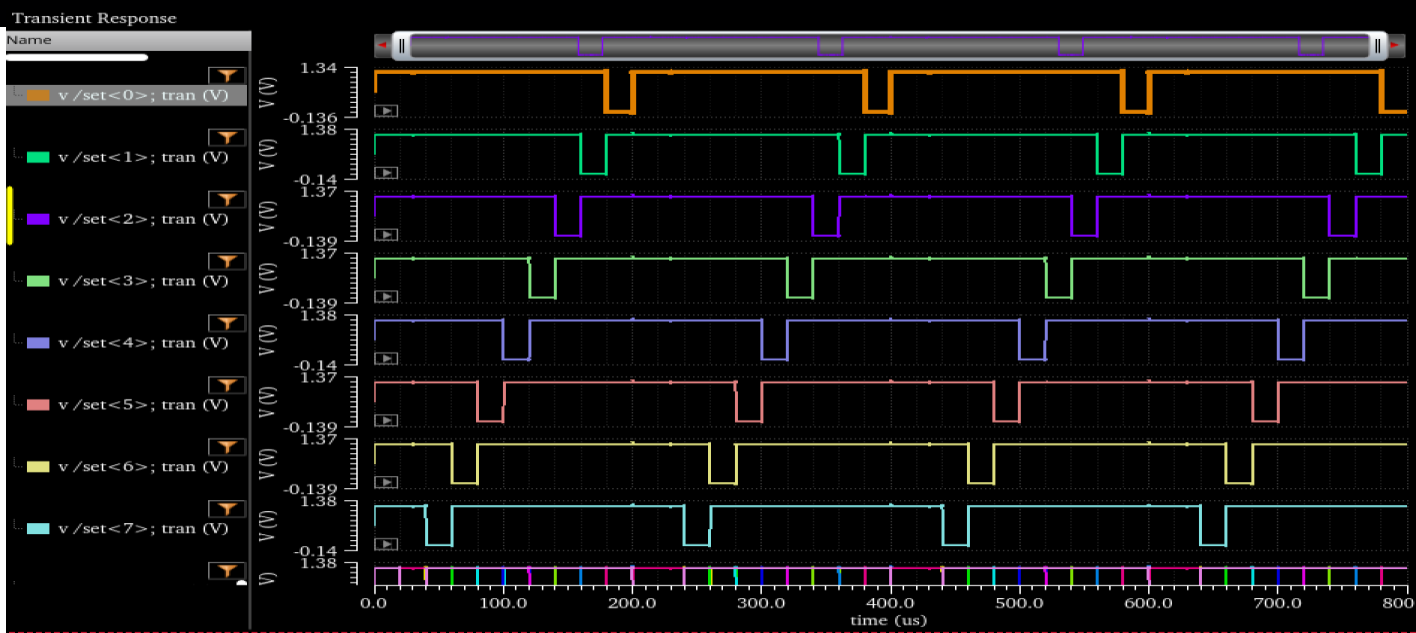 Transient Response
Name
v /set<0>; tran (V)
v /set<1>; tran (V)
v /set<2>; tran (V)
v /set<3>; tran (V)
v /set<4>; tran (V)
v /set<5>; tran (V)
v /set<6>; tran (V)
v /set<7>; tran (V)
V (V)
1.34
-0.136
V (V)
1.38
-0.14
V (V)
1.37
-0.139
V (V)
1.37
-0.139
V (V)
1.38
-0.14
V (V)
1.37
-0.139
V (V)
1.37
-0.139
V (V)
1.38
-0.14
V)
1.38
0.0 100.0 200.0 300.0 400.0 500.0 600.0 700.0 800
time (us)